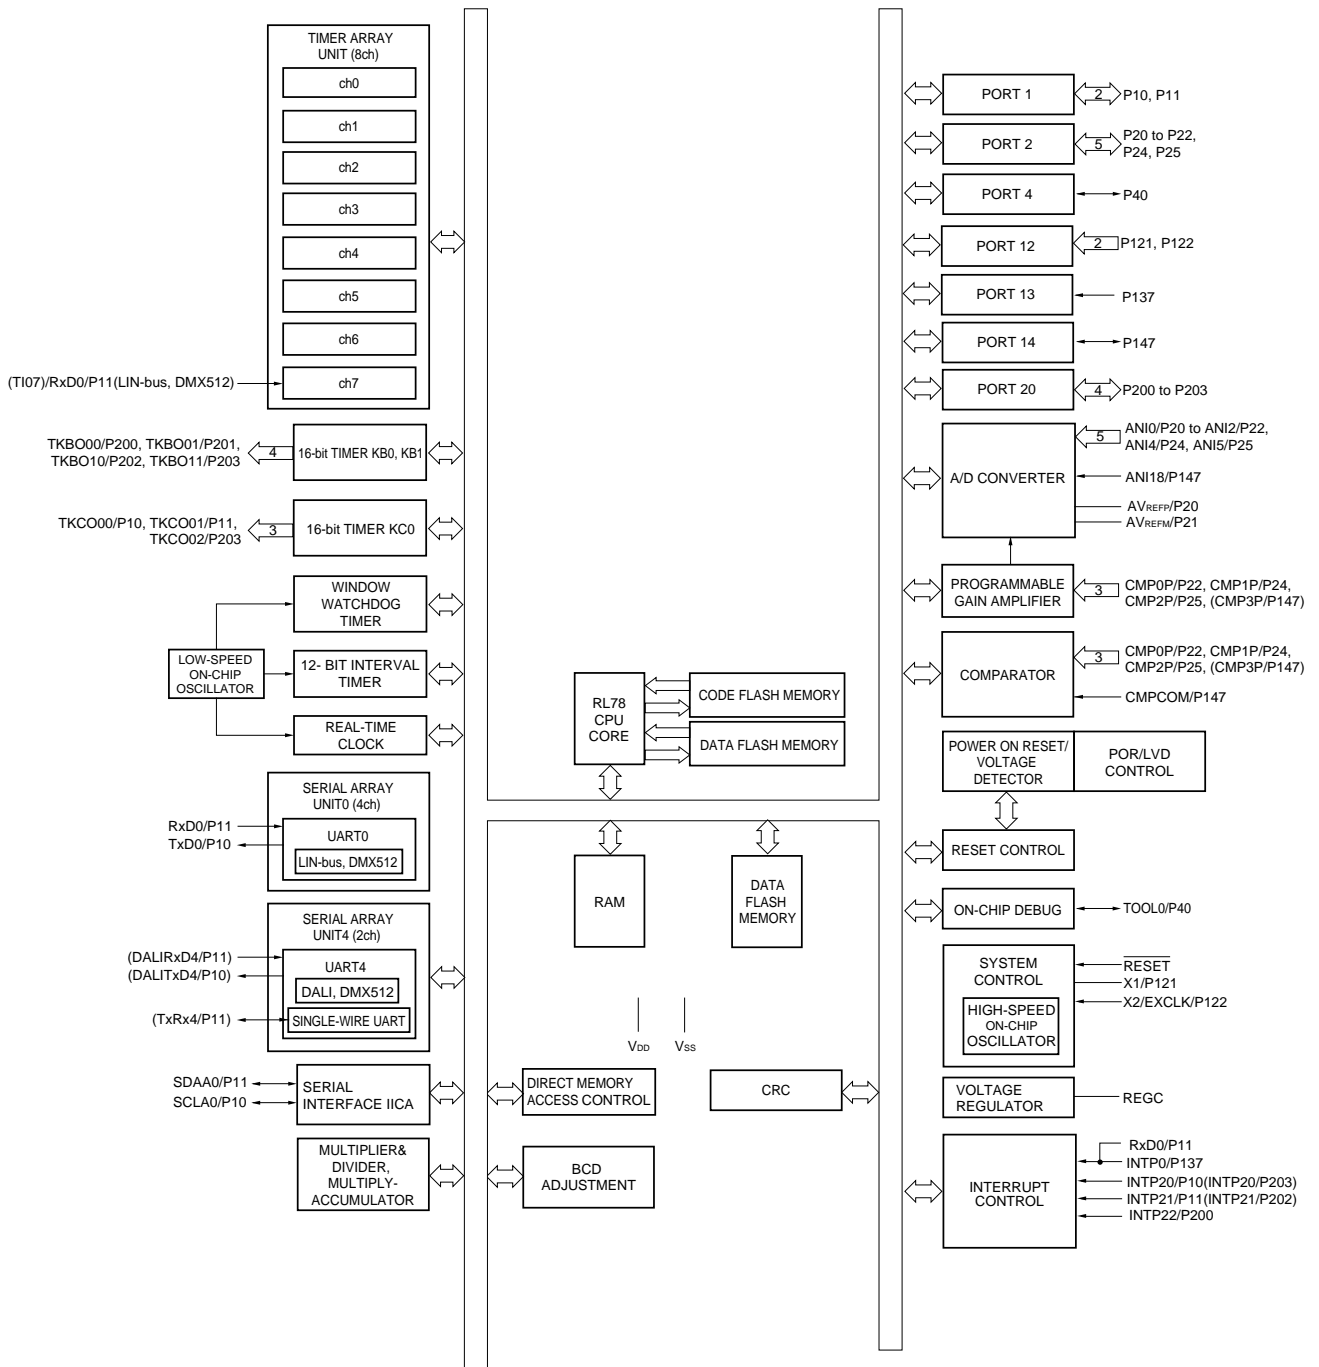 TIMER ARRAY
UNIT (8ch)
ch0
ch1
ch2
ch3
ch4
ch5
ch6
(TI07)/RxD0/P11(LIN-bus, DMX512)
ch7
TKBO00/P200, TKBO01/P201,
TKBO10/P202, TKBO11/P203
4
16-bit TIMER KB0, KB1
TKCO00/P10, TKCO01/P11,
TKCO02/P203
3
16-bit TIMER KC0
WINDOW
WATCHDOG
TIMER
LOW-SPEED
ON-CHIP
OSCILLATOR
12- BIT INTERVAL
TIMER
REAL-TIME
CLOCK
SERIAL ARRAY
UNIT0 (4ch)
RxD0/P11
TxD0/P10
UART0
LIN-bus, DMX512
SERIAL ARRAY
UNIT4 (2ch)
(DALIRxD4/P11)
(DALITxD4/P10)
UART4
DALI, DMX512
(TxRx4/P11)
SINGLE-WIRE UART
SDAA0/P11
SCLA0/P10
SERIAL
INTERFACE IICA
MULTIPLIER&
DIVIDER,
MULTIPLY-
ACCUMULATOR
RL78
CPU
CORE
CODE FLASH MEMORY
DATA FLASH MEMORY
RAM
DATA
FLASH
MEMORY
VDD
VSS
DIRECT MEMORY
ACCESS CONTROL
CRC
BCD
ADJUSTMENT
PORT 1
2
P10, P11
PORT 2
5
P20 to P22,
P24, P25
PORT 4
P40
PORT 12
2
P121, P122
PORT 13
P137
PORT 14
P147
PORT 20
4
P200 to P203
A/D CONVERTER
5
ANI0/P20 to ANI2/P22,
ANI4/P24, ANI5/P25
ANI18/P147
AVREFP/P20
AVREFM/P21
PROGRAMMABLE
GAIN AMPLIFIER
3
CMP0P/P22, CMP1P/P24,
CMP2P/P25, (CMP3P/P147)
COMPARATOR
3
CMP0P/P22, CMP1P/P24,
CMP2P/P25, (CMP3P/P147)
CMPCOM/P147
POWER ON RESET/
VOLTAGE
DETECTOR
POR/LVD
CONTROL
RESET CONTROL
ON-CHIP DEBUG
TOOL0/P40
SYSTEM
CONTROL
HIGH-SPEED
ON-CHIP
OSCILLATOR
RESET
X1/P121
X2/EXCLK/P122
VOLTAGE
REGULATOR
REGC
INTERRUPT
CONTROL
RxD0/P11
INTP0/P137
INTP20/P10(INTP20/P203)
INTP21/P11(INTP21/P202)
INTP22/P200